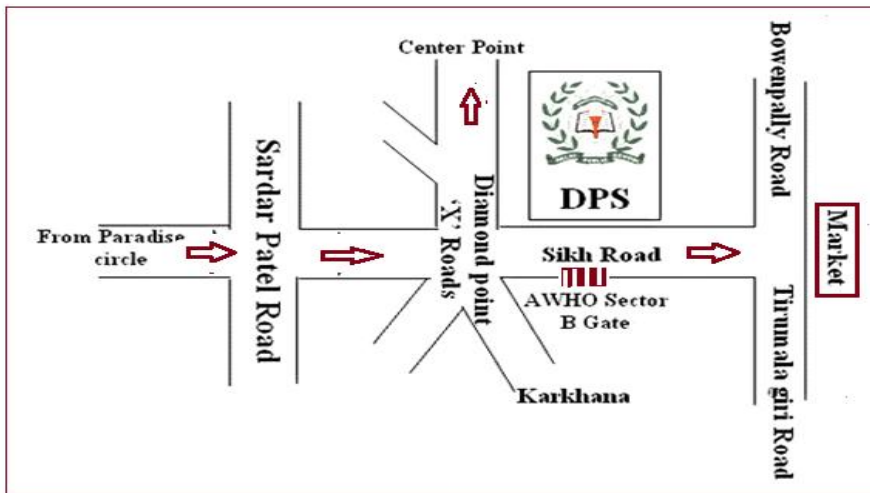 Center Point
Bowenpally Road
Sardar Patel Road
DPS
Diamond point
'X' Roads
From Paradise
circle
Sikh Road
Market
AWHO Sector
B Gate
Tirumala giri Road
Karkhana